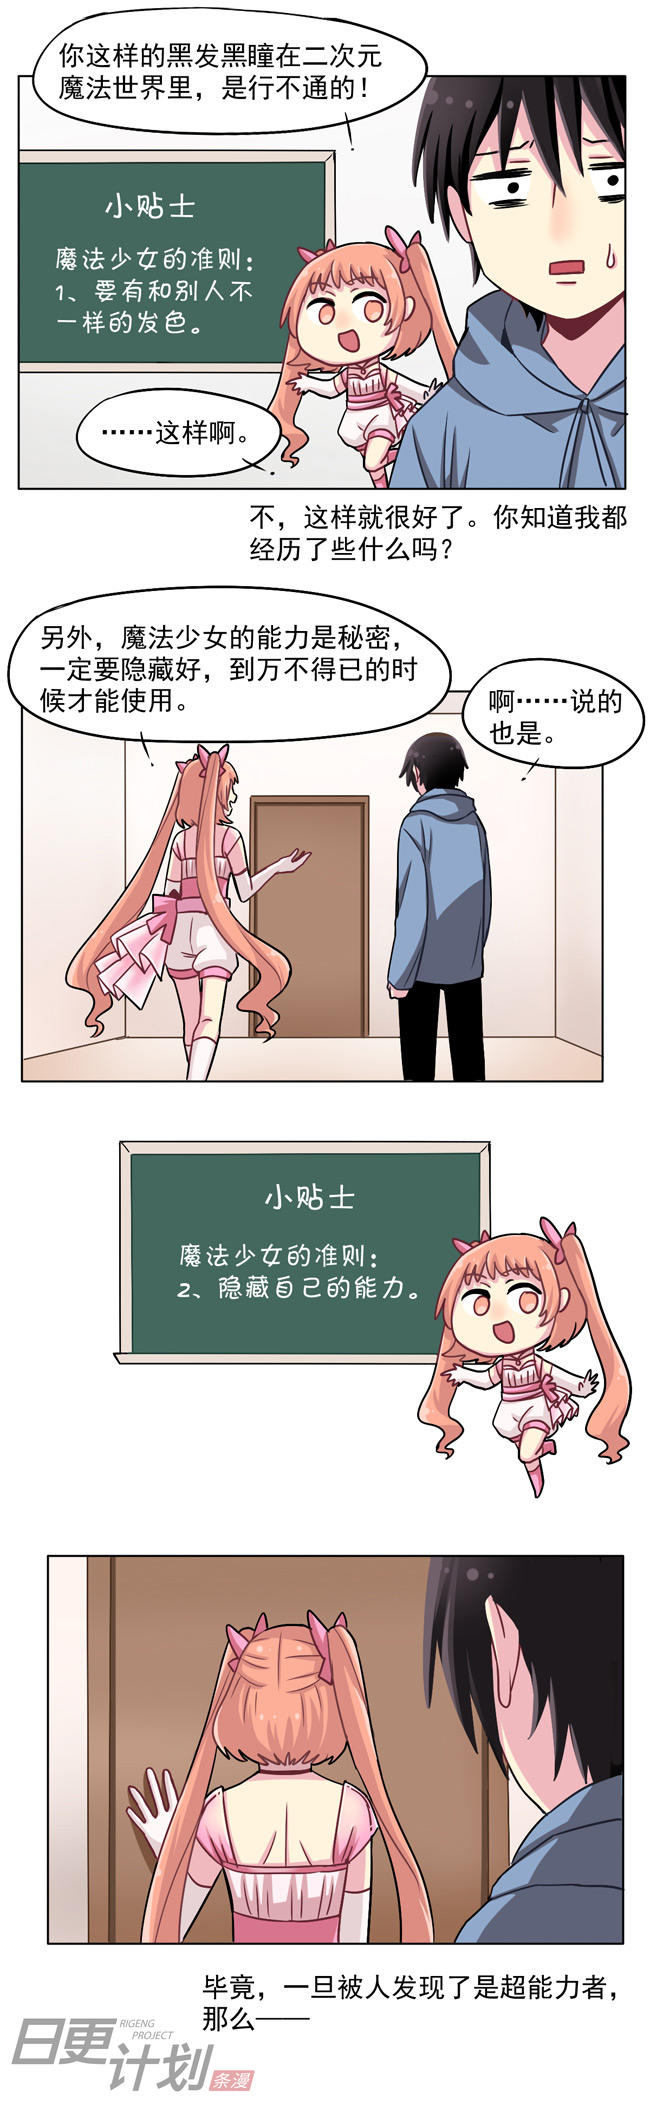 你这样的黑发黑瞳在二次元
魔法世界里，是行不通的！
小贴士
魔法少女的准则：
1、要有和别人不
一样的发色。
……这样啊。
不，这样就很好了。你知道我都
经历了些什么吗？
另外，魔法少女的能力是秘密，
一定要隐藏好，到万不得已的时
候才能使用。
啊……说的
也是。
小贴士
魔法少女的准则：
2、隐藏自己的能力。
毕竟，一旦被人发现了是超能力者，
那么——
日更计划
RIGENG
PROJECT
条漫